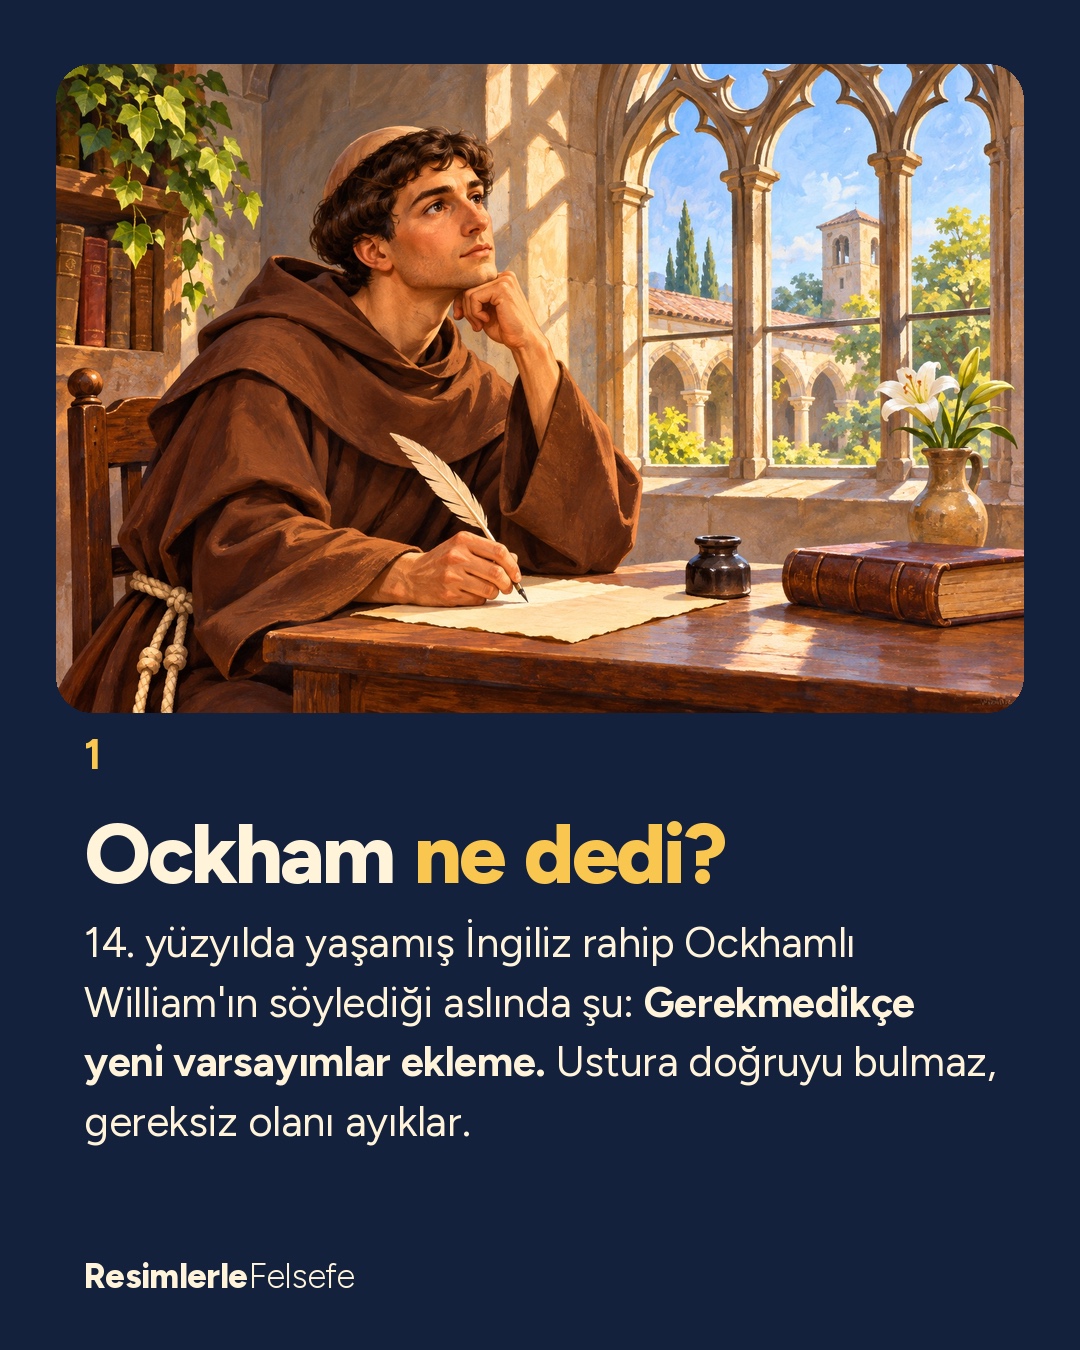 1
Ockham ne dedi?
14. yüzyılda yaşamış İngiliz rahip Ockhamlı
William'ın söylediği aslında şu: Gerekmedikçe
yeni varsayımlar ekleme. Ustura doğruyu bulmaz,
gereksiz olanı ayıklar.
ResimlerleFelsefe